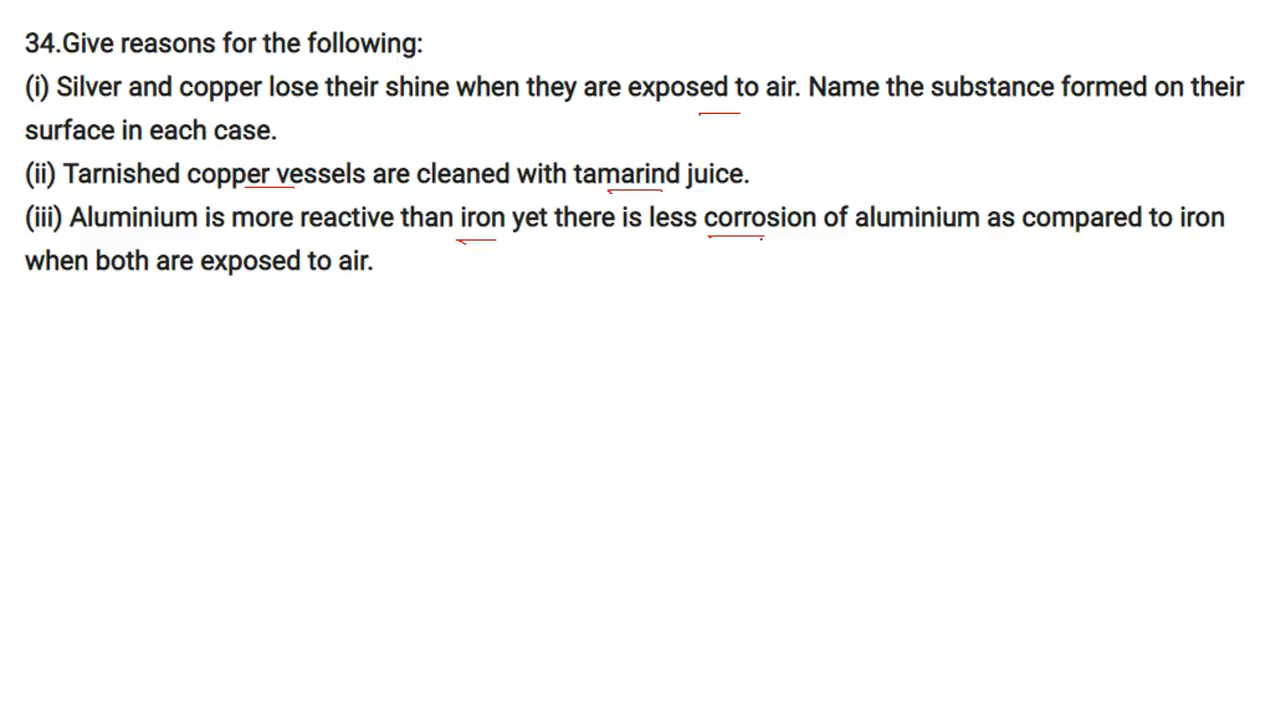 34.Give reasons for the following:
(i) Silver and copper lose their shine when they are exposed to air. Name the substance formed on their
surface in each case.
(ii) Tarnished copper vessels are cleaned with tamarind juice.
(iii) Aluminium is more reactive than iron yet there is less corrosion of aluminium as compared to iron
when both are exposed to air.